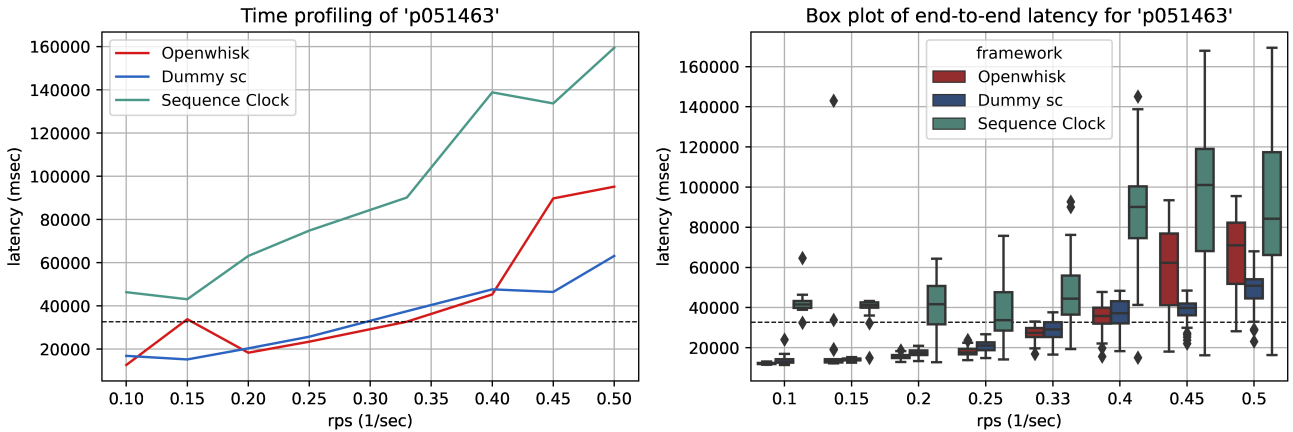 Time profiling of 'p051463'
latency (msec)
160000
140000
120000
100000
80000
60000
40000
20000
Openwhisk
Dummy sc
Sequence Clock
0.10 0.15 0.20 0.25 0.30 0.35 0.40 0.45 0.50
rps (1/sec)
Box plot of end-to-end latency for 'p051463'
latency (msec)
160000
140000
120000
100000
80000
60000
40000
20000
framework
Openwhisk
Dummy sc
Sequence Clock
0.1 0.15 0.2 0.25 0.33 0.4 0.45 0.5
rps (1/sec)